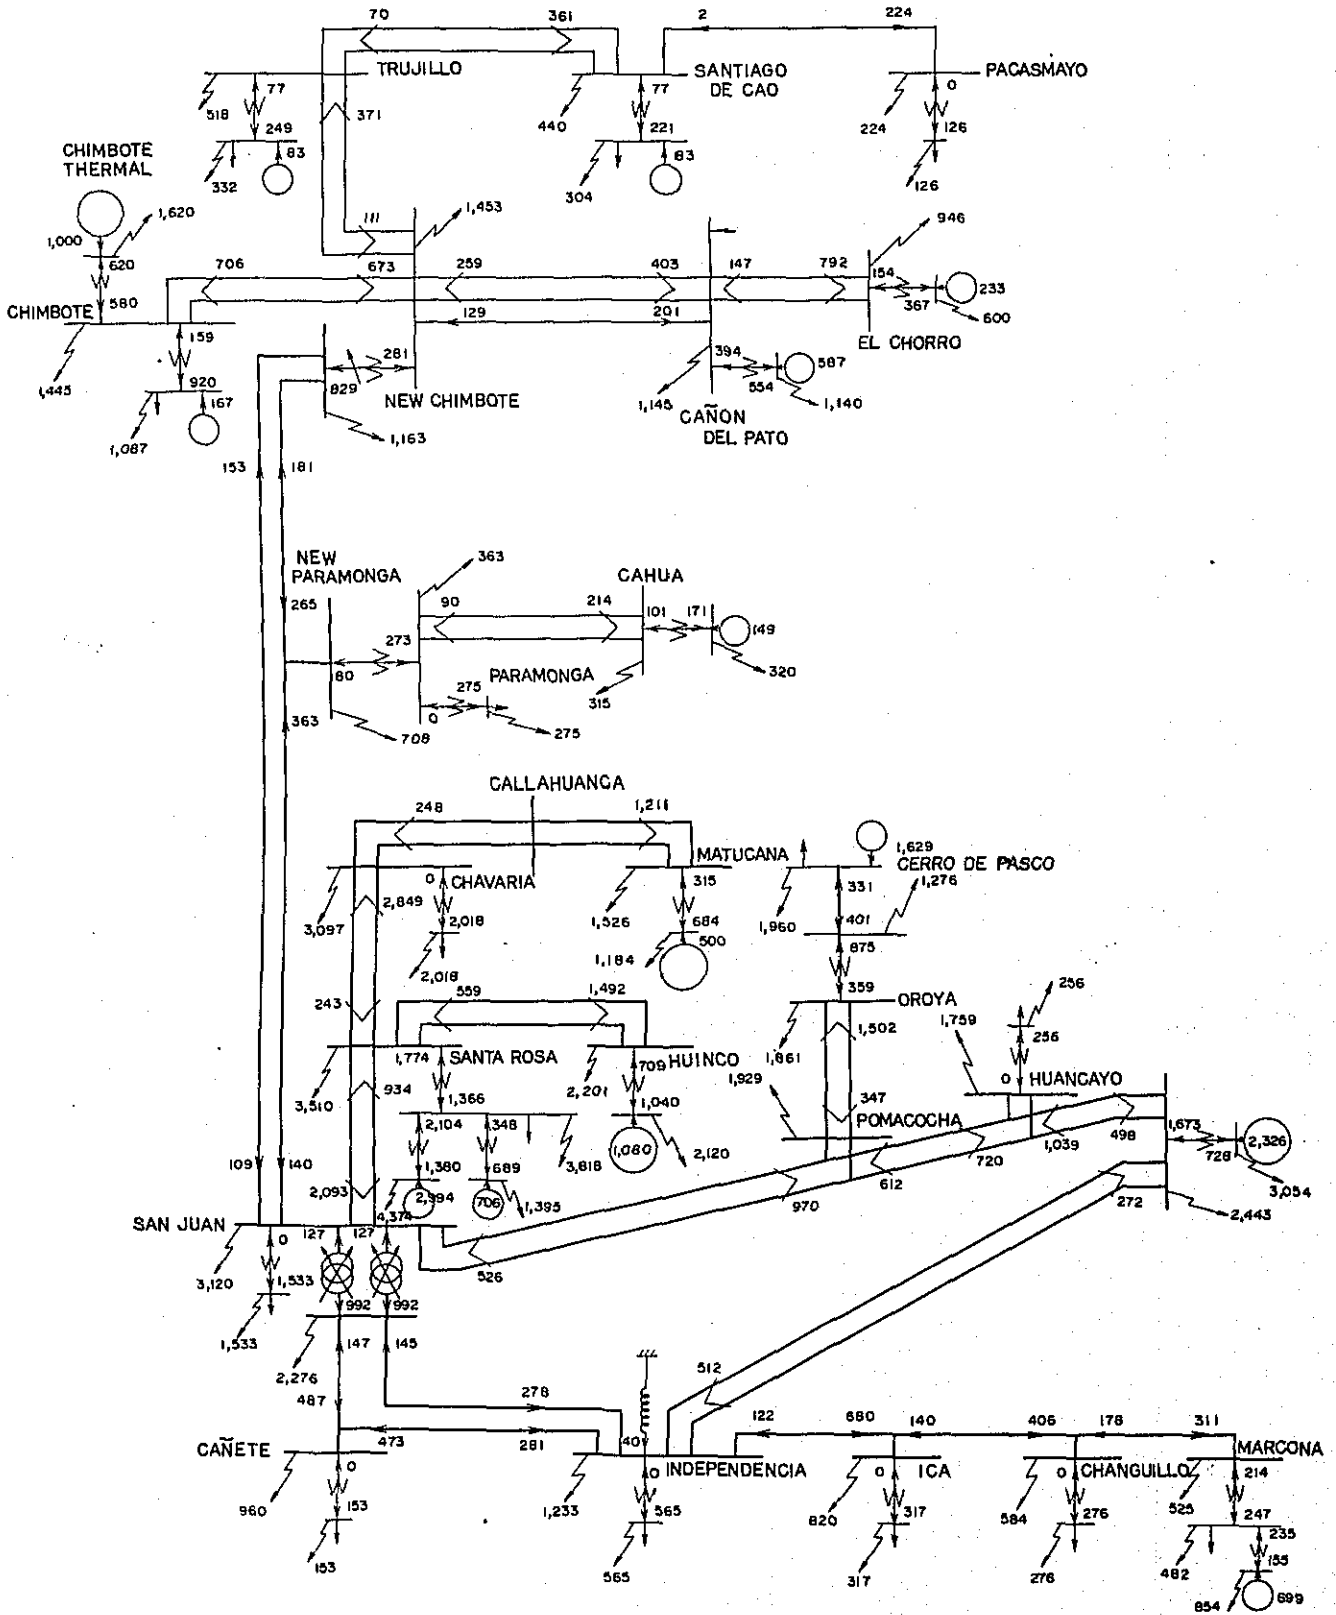 70 361 2 224
TRUJILLO
SANTIAGO
DE CAO
PACASMAYO
77 77 0
518 371 440 224
249 221 126
83 83
332 304 126
CHIMBOTE
THERMAL
1,620 111 1,453 946
1,000
620
706 673 259 403 147 792 154
233
580 367 600
CHIMBOTE
159 129 201
EL CHORRO
281 394 587
1,445 920 829 554
NEW CHIMBOTE
1,145 1,140
167
CAÑON
DEL PATO
1,087 1,163
153 181
NEW
PARAMONGA
363
CAHUA
265 90 214 101 171
149
273
80
PARAMONGA
320
275 315
363 0
708 275
CALLAHUANCA
248 1,211
MATUCANA
1,629
CERRO DE PASCO
0
CHAVARIA
315 331 1,276
2,849
3,097 2,018 1,526 684 1,960 401
500 875
2,018 1,184
243 559 1,492 359
OROYA
256
1,502 1,759 256
1,774
SANTA ROSA
709
HUINCO
1,861 0
HUANCAYO
3,510 934 2,201 1,929
1,366 1,040 347
POMACOCHA
2,104 348 1,080 1,039 498 1,673 2,326
3,818 2,120 720 728
109 140 1,380 689 612 3,054
2,093 2,994 706 1,395 970 272
4,374 2,443
SAN JUAN
0 127 127
526
3,120 1,533
992 992
1,533 147 145
2,276 512
487 278 122 680 140 406 178 311
CAÑETE
473 281 401
0 0
INDEPENDENCIA
0
ICA
0
CHANGUILLO
MARCONA
214
960 153 1,233 565 820 317 584 276 525
247
235
153 565 317 276 482 155
854 699